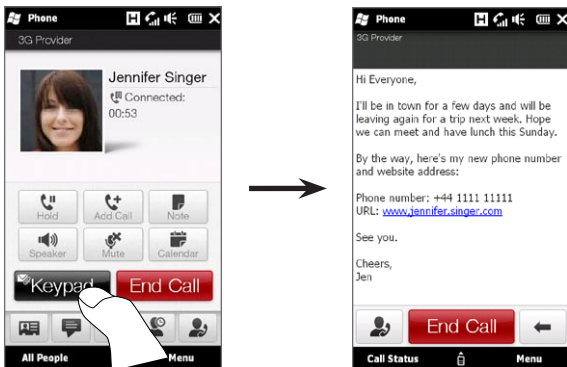 Phone
3G Provider
Jennifer Singer
Connected:
00:53
Hold
Add Call
Note
Speaker
Mute
Calendar
Keypad
End Call
All People
Menu
Phone
3G Provider
Hi Everyone,
I'll be in town for a few days and will be
leaving again for a trip next week. Hope
we can meet and have lunch this Sunday.
By the way, here's my new phone number
and website address:
Phone number: +44 1111 11111
URL: www.jennifer.singer.com
See you.
Cheers,
Jen
End Call
Call Status
Menu